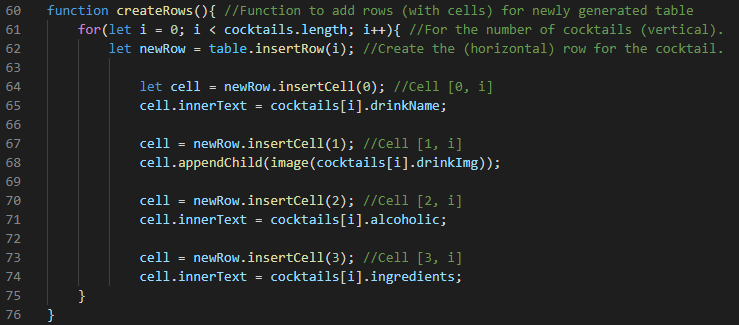 60 function createRows(){ //Function to add rows (with cells) for newly generated table
61 for(let i = 0; i < cocktails.length; i++){ //For the number of cocktails (vertical).
62 let newRow = table.insertRow(i); //Create the (horizontal) row for the cocktail.
63
64 let cell = newRow.insertCell(0); //Cell [0, i]
65 cell.innerText = cocktails[i].drinkName;
66
67 cell = newRow.insertCell(1); //Cell [1, i]
68 cell.appendChild(image(cocktails[i].drinkImg));
69
70 cell = newRow.insertCell(2); //Cell [2, i]
71 cell.innerText = cocktails[i].alcoholic;
72
73 cell = newRow.insertCell(3); //Cell [3, i]
74 cell.innerText = cocktails[i].ingredients;
75 }
76 }